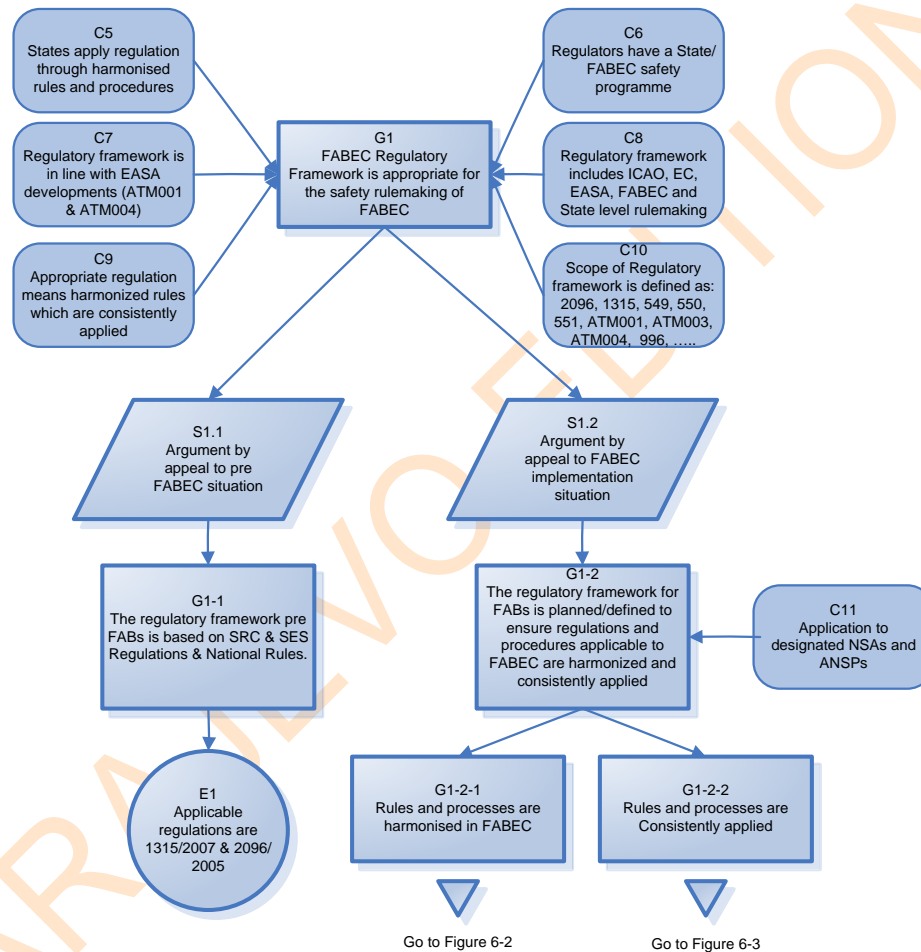 C5
States apply regulation
through harmonised
rules and procedures
C6
Regulators have a State/
FABEC safety
programme
G1
FABEC Regulatory
Framework is appropriate for
the safety rulemaking of
FABEC
C7
Regulatory framework is
in line with EASA
developments (ATM001
& ATM004)
C8
Regulatory framework
includes ICAO, EC,
EASA, FABEC and
State level rulemaking
C9
Appropriate regulation
means harmonized rules
which are consistently
applied
C10
Scope of Regulatory
framework is defined as:
2096, 1315, 549, 550,
551, ATM001, ATM003,
ATM004, 996, …..
S1.1
Argument by
appeal to pre
FABEC situation
S1.2
Argument by
appeal to FABEC
implementation
situation
G1-1
The regulatory framework pre
FABs is based on SRC & SES
Regulations & National Rules.
G1-2
The regulatory framework for
FABs is planned/defined to
ensure regulations and
procedures applicable to
FABEC are harmonized and
consistently applied
C11
Application to
designated NSAs and
ANSPs
E1
Applicable
regulations are
1315/2007 & 2096/
2005
G1-2-1
Rules and processes are
harmonised in FABEC
G1-2-2
Rules and processes are
Consistently applied
Go to Figure 6-2
Go to Figure 6-3